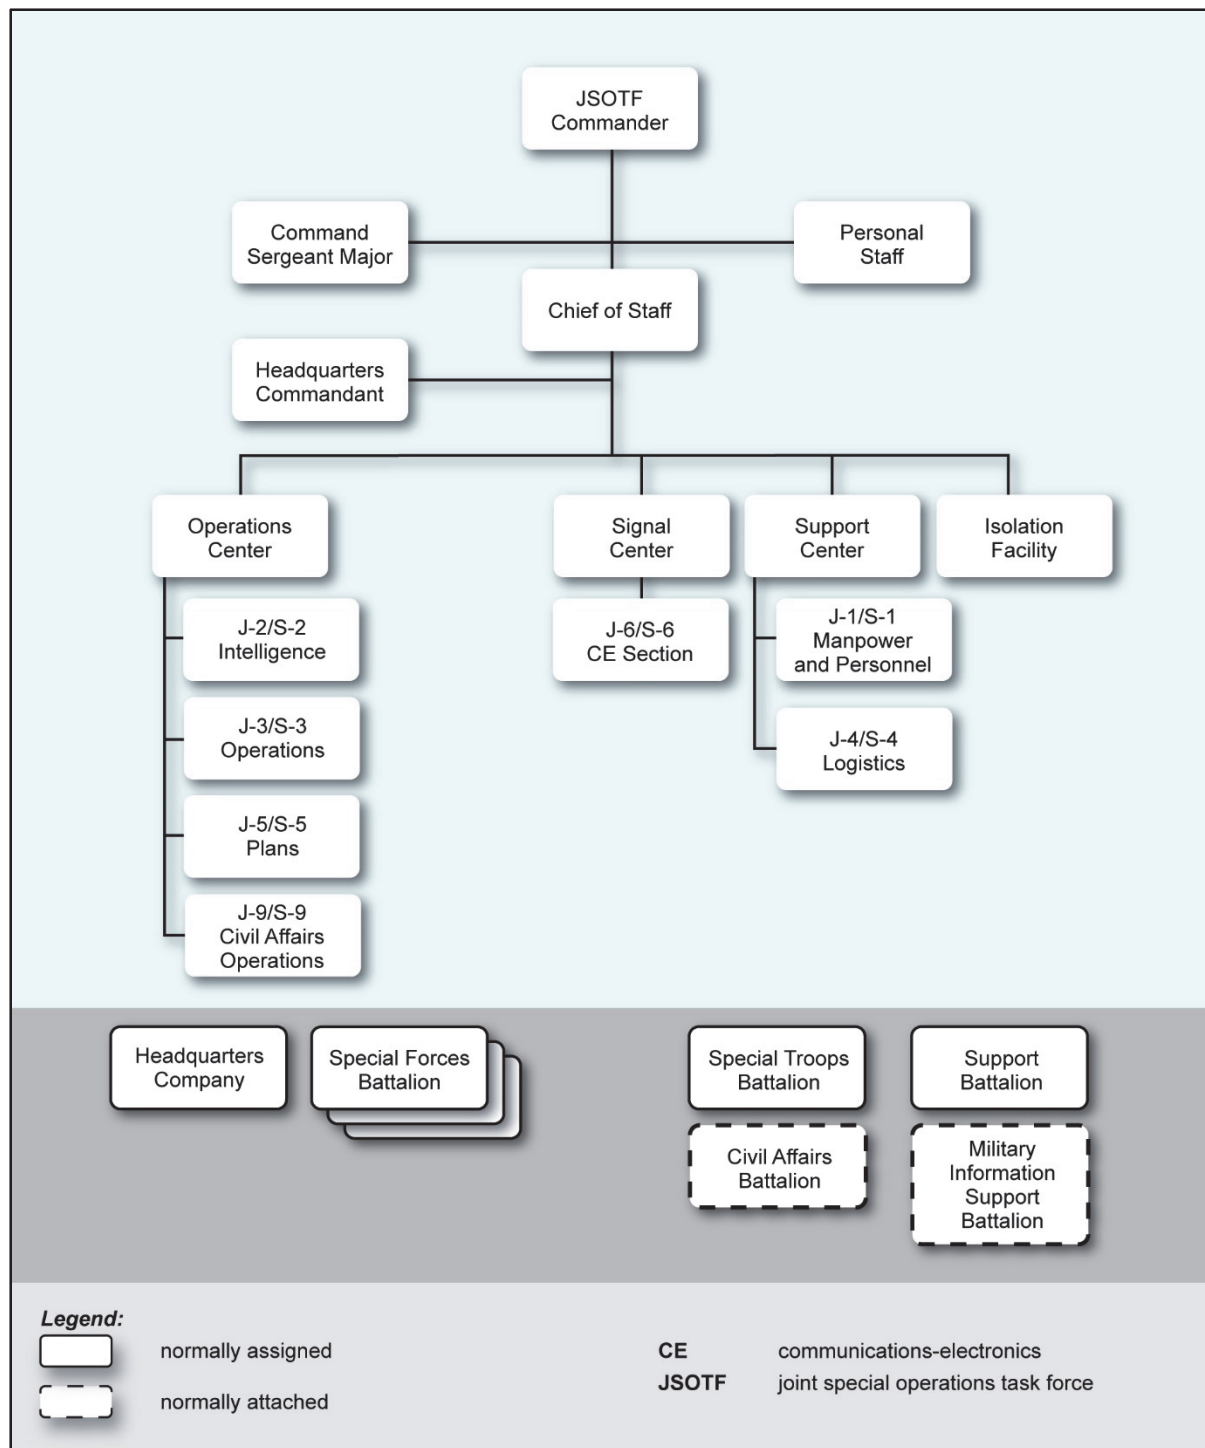 JSOTF
Commander
Command
Sergeant Major
Personal
Staff
Chief of Staff
Headquarters
Commandant
Operations
Center
Signal
Center
Support
Center
Isolation
Facility
J-2/S-2
Intelligence
J-3/S-3
Operations
J-5/S-5
Plans
J-9/S-9
Civil Affairs
Operations
J-6/S-6
CE Section
J-1/S-1
Manpower
and Personnel
J-4/S-4
Logistics
Headquarters
Company
Special Forces
Battalion
Special Troops
Battalion
Support
Battalion
Civil Affairs
Battalion
Military
Information
Support
Battalion
Legend:
normally assigned
normally attached
CE communications-electronics
JSOTF joint special operations task force